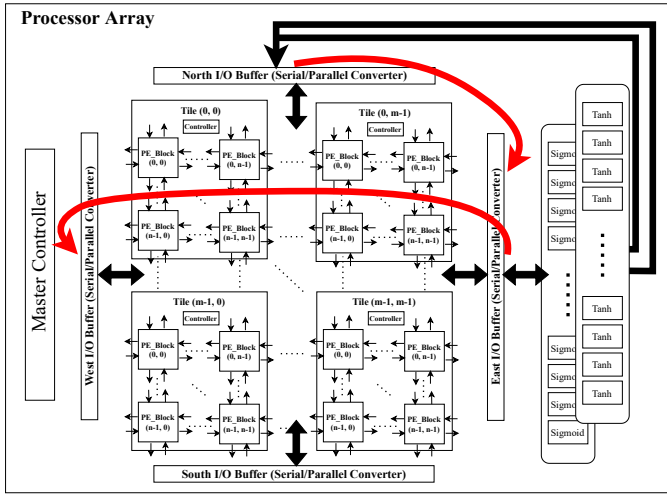 Processor Array
North I/O Buffer (Serial/Parallel Converter)
Master Controller
West I/O Buffer (Serial/Parallel Converter)
Tile (0, 0)
Controller
PE_Block
(0, 0)
PE_Block
(0, n-1)
PE_Block
(n-1, 0)
PE_Block
(n-1, n-1)
Tile (0, m-1)
Controller
PE_Block
(0, 0)
PE_Block
(0, n-1)
PE_Block
(n-1, 0)
PE_Block
(n-1, n-1)
Tile (m-1, 0)
Controller
PE_Block
(0, 0)
PE_Block
(0, n-1)
PE_Block
(n-1, 0)
PE_Block
(n-1, n-1)
Tile (m-1, m-1)
Controller
PE_Block
(0, 0)
PE_Block
(0, n-1)
PE_Block
(n-1, 0)
PE_Block
(n-1, n-1)
East I/O Buffer (Serial/Parallel Converter)
Sigmoid
Sigmoid
Sigmoid
Sigmoid
Sigmoid
Sigmoid
Sigmoid
Sigmoid
Tanh
Tanh
Tanh
Tanh
Tanh
Tanh
Tanh
Tanh
South I/O Buffer (Serial/Parallel Converter)